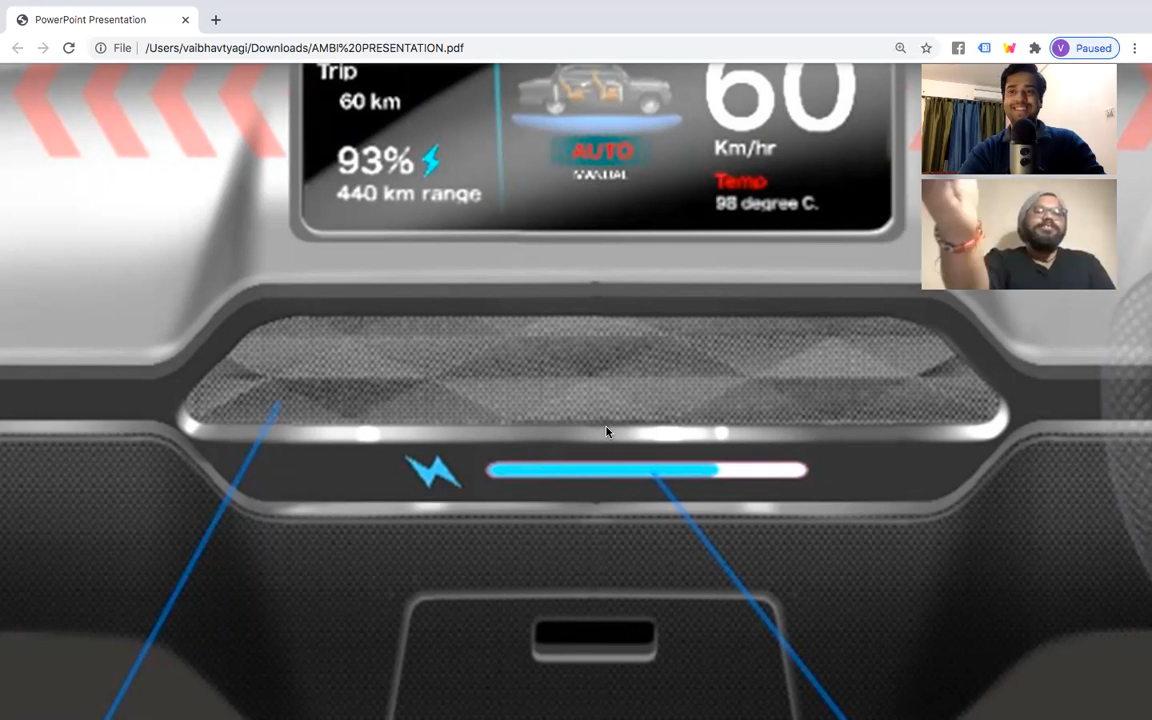 PowerPoint Presentation
File
/Users/vaibhavtyagi/Downloads/AMBI%20PRESENTATION.pdf
V
Paused
Trip
60 km
93%
440 km range
AUTO
MANUAL
60
Km/hr
Temp
98 degree C.